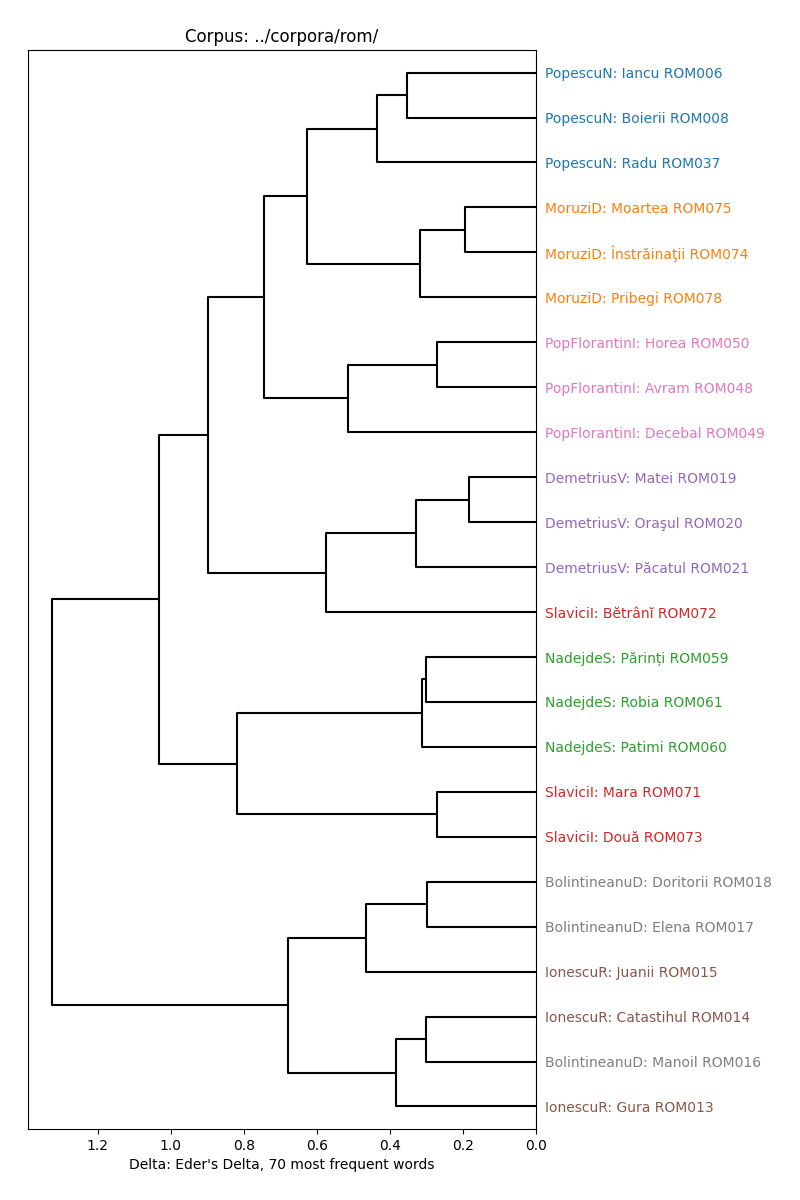 Corpus: ../corpora/rom/
PopescuN: Iancu ROM006
PopescuN: Boierii ROM008
PopescuN: Radu ROM037
MoruziD: Moartea ROM075
MoruziD: Înstrăinaţii ROM074
MoruziD: Pribegi ROM078
PopFlorantinI: Horea ROM050
PopFlorantinI: Avram ROM048
PopFlorantinI: Decebal ROM049
DemetriusV: Matei ROM019
DemetriusV: Oraşul ROM020
DemetriusV: Păcatul ROM021
SlaviciI: Bětrânĭ ROM072
NadejdeS: Părinți ROM059
NadejdeS: Robia ROM061
NadejdeS: Patimi ROM060
SlaviciI: Mara ROM071
SlaviciI: Două ROM073
BolintineanuD: Doritorii ROM018
BolintineanuD: Elena ROM017
IonescuR: Juanii ROM015
IonescuR: Catastihul ROM014
BolintineanuD: Manoil ROM016
IonescuR: Gura ROM013
1.2 1.0 0.8 0.6 0.4 0.2 0.0
Delta: Eder's Delta, 70 most frequent words